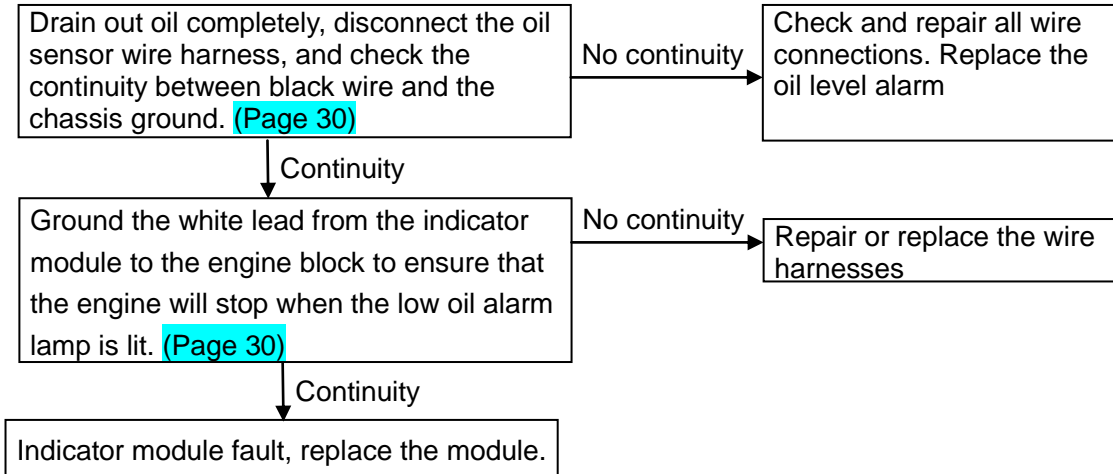 Drain out oil completely, disconnect the oil
sensor wire harness, and check the
continuity between black wire and the
chassis ground. (Page 30)
No continuity
Check and repair all wire
connections. Replace the
oil level alarm
Continuity
Ground the white lead from the indicator
module to the engine block to ensure that
the engine will stop when the low oil alarm
lamp is lit. (Page 30)
No continuity
Repair or replace the wire
harnesses
Continuity
Indicator module fault, replace the module.